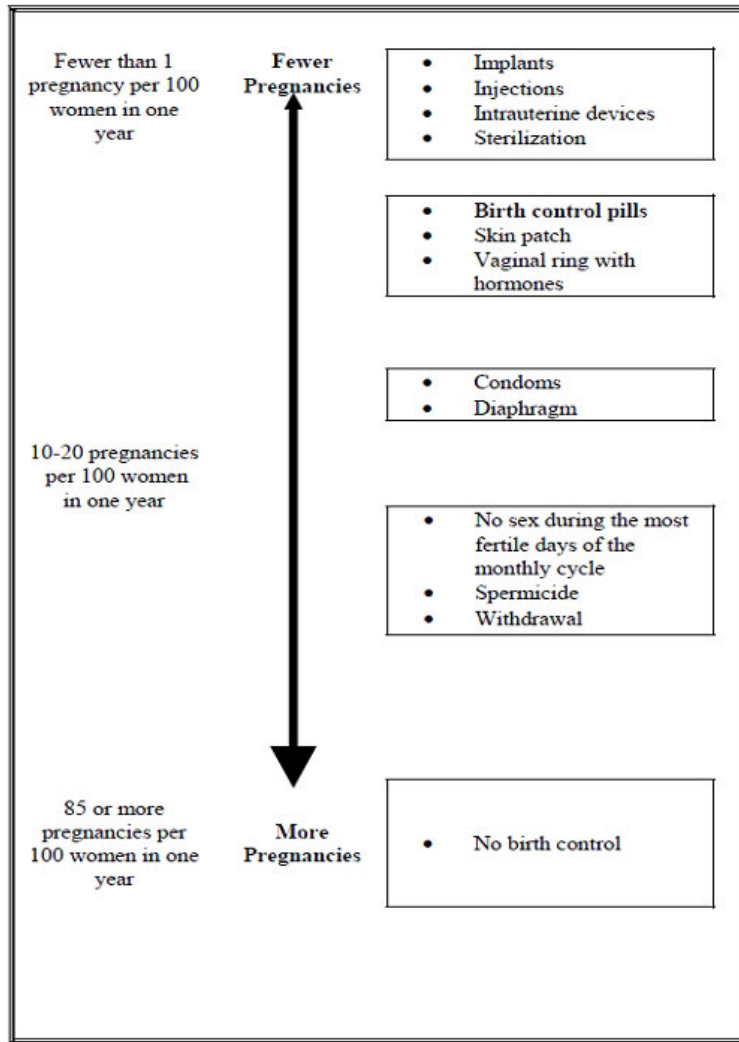 Fewer than 1
pregnancy per 100
women in one
year
Fewer
Pregnancies
• Implants
• Injections
• Intrauterine devices
• Sterilization
• Birth control pills
• Skin patch
• Vaginal ring with
hormones
• Condoms
• Diaphragm
10-20 pregnancies
per 100 women
in one year
• No sex during the most
fertile days of the
monthly cycle
• Spermicide
• Withdrawal
85 or more
pregnancies per
100 women in one
year
More
Pregnancies
• No birth control